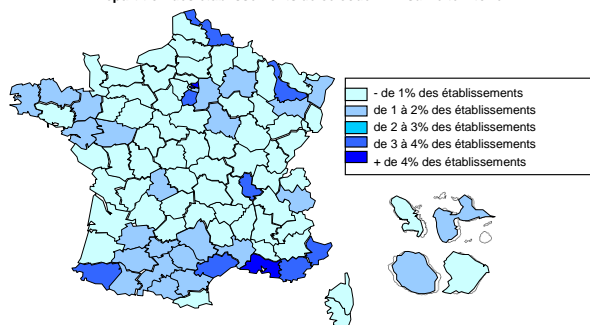 - de 1% des établissements
de 1 à 2% des établissements
de 2 à 3% des établissements
de 3 à 4% des établissements
+ de 4% des établissements